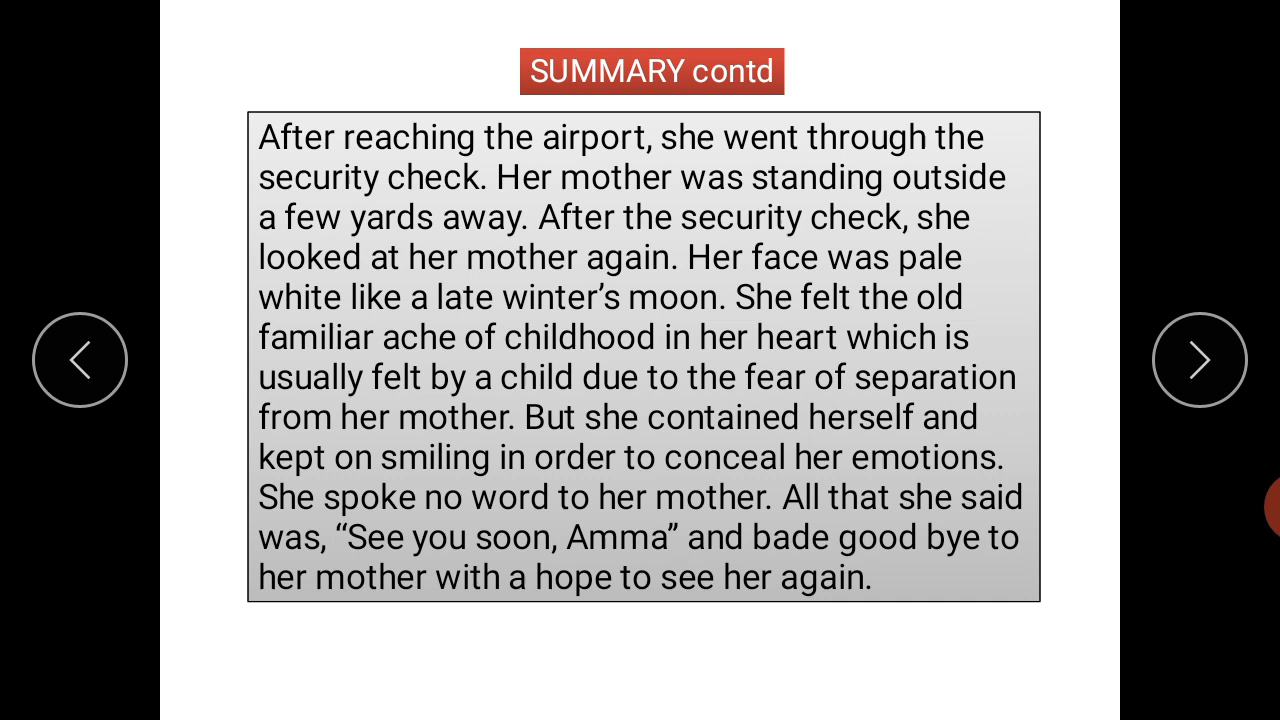 SUMMARY contd
After reaching the airport, she went through the
security check. Her mother was standing outside
a few yards away. After the security check, she
looked at her mother again. Her face was pale
white like a late winter’s moon. She felt the old
familiar ache of childhood in her heart which is
usually felt by a child due to the fear of separation
from her mother. But she contained herself and
kept on smiling in order to conceal her emotions.
She spoke no word to her mother. All that she said
was, “See you soon, Amma” and bade good bye to
her mother with a hope to see her again.